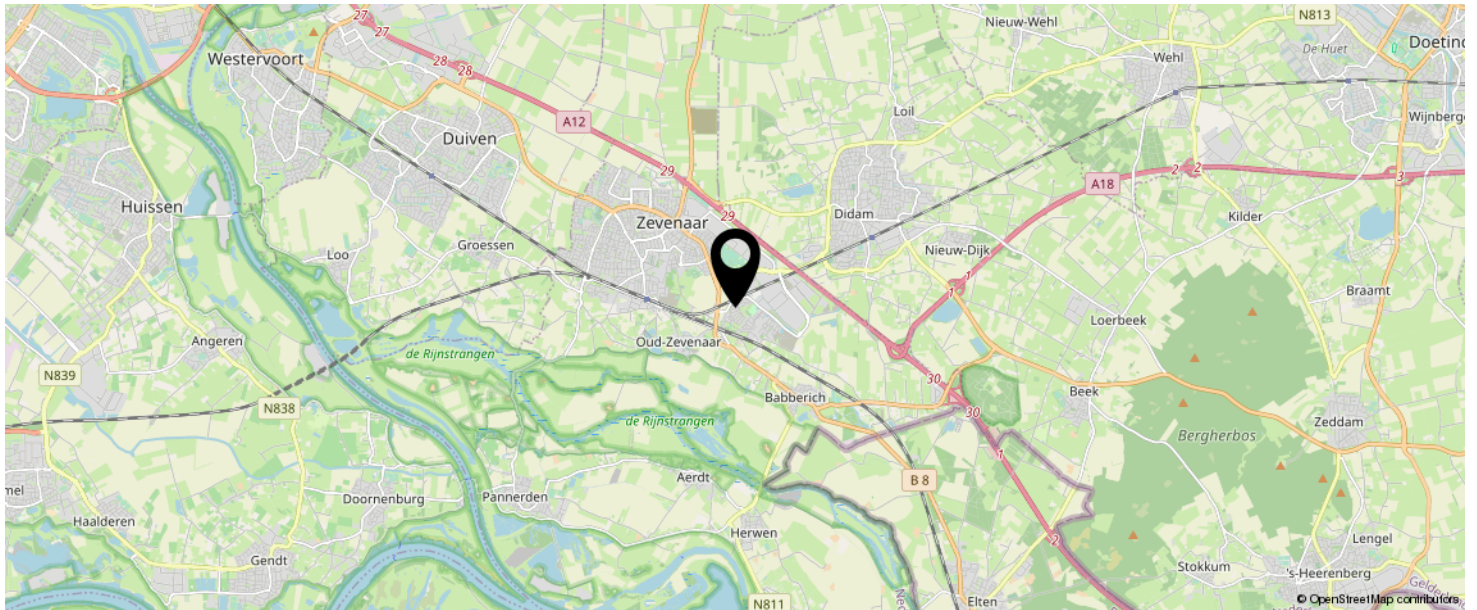 27
Nieuw-Wehl
N813
27
De Huet
Doetinc
Westervoort
28
28
Wehl
A12
Loil
Wijnberge
Duiven
29
2
2
A18
3
Huissen
Zevenaar
29
Didam
Kilder
Groessen
Nieuw-Dijk
Loo
1
1
Braamt
Loerbeek
Angeren
Oud-Zevenaar
de Rijnstrangen
N839
30
Beek
Babberich
N838
30
de Rijnstrangen
Zeddam
Bergherbos
1
Aerdt
B 8
mel
Doornenburg
Pannerden
Haalderen
Herwen
2
Lengel
Gendt
Stokkum
's-Heerenberg
Elten
N811
© OpenStreetMap contributors